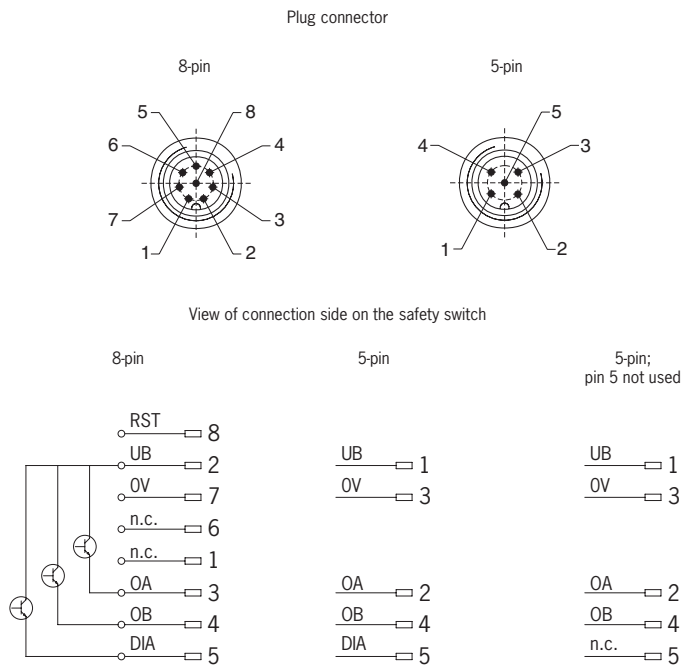 Plug connector
8-pin
5-pin
5
8
6
4
7
3
1
2
5
4
3
1
2
View of connection side on the safety switch
8-pin
5-pin
5-pin;
pin 5 not used
RST 8
UB 2
UB 1
UB 1
0V 7
0V 3
0V 3
n.c. 6
n.c. 1
OA 3
OA 2
OA 2
OB 4
OB 4
OB 4
DIA 5
DIA 5
n.c. 5